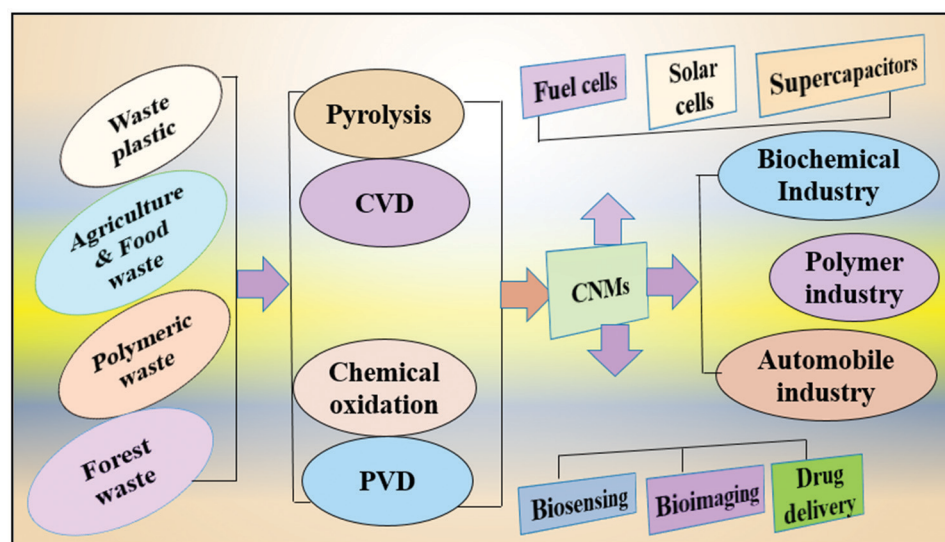 Waste
plastic
Agriculture
& Food
waste
Polymeric
waste
Forest
waste
Pyrolysis
CVD
Chemical
oxidation
PVD
CNMs
Fuel cells
Solar
cells
Supercapacitors
Biochemical
Industry
Polymer
industry
Automobile
industry
Biosensing
Bioimaging
Drug
delivery